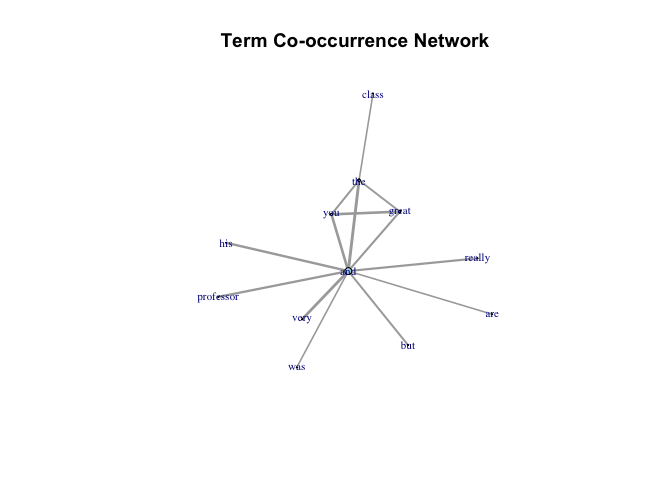 Term Co-occurrence Network
class
the
you great
his
really
and
professor
are
very
but
was